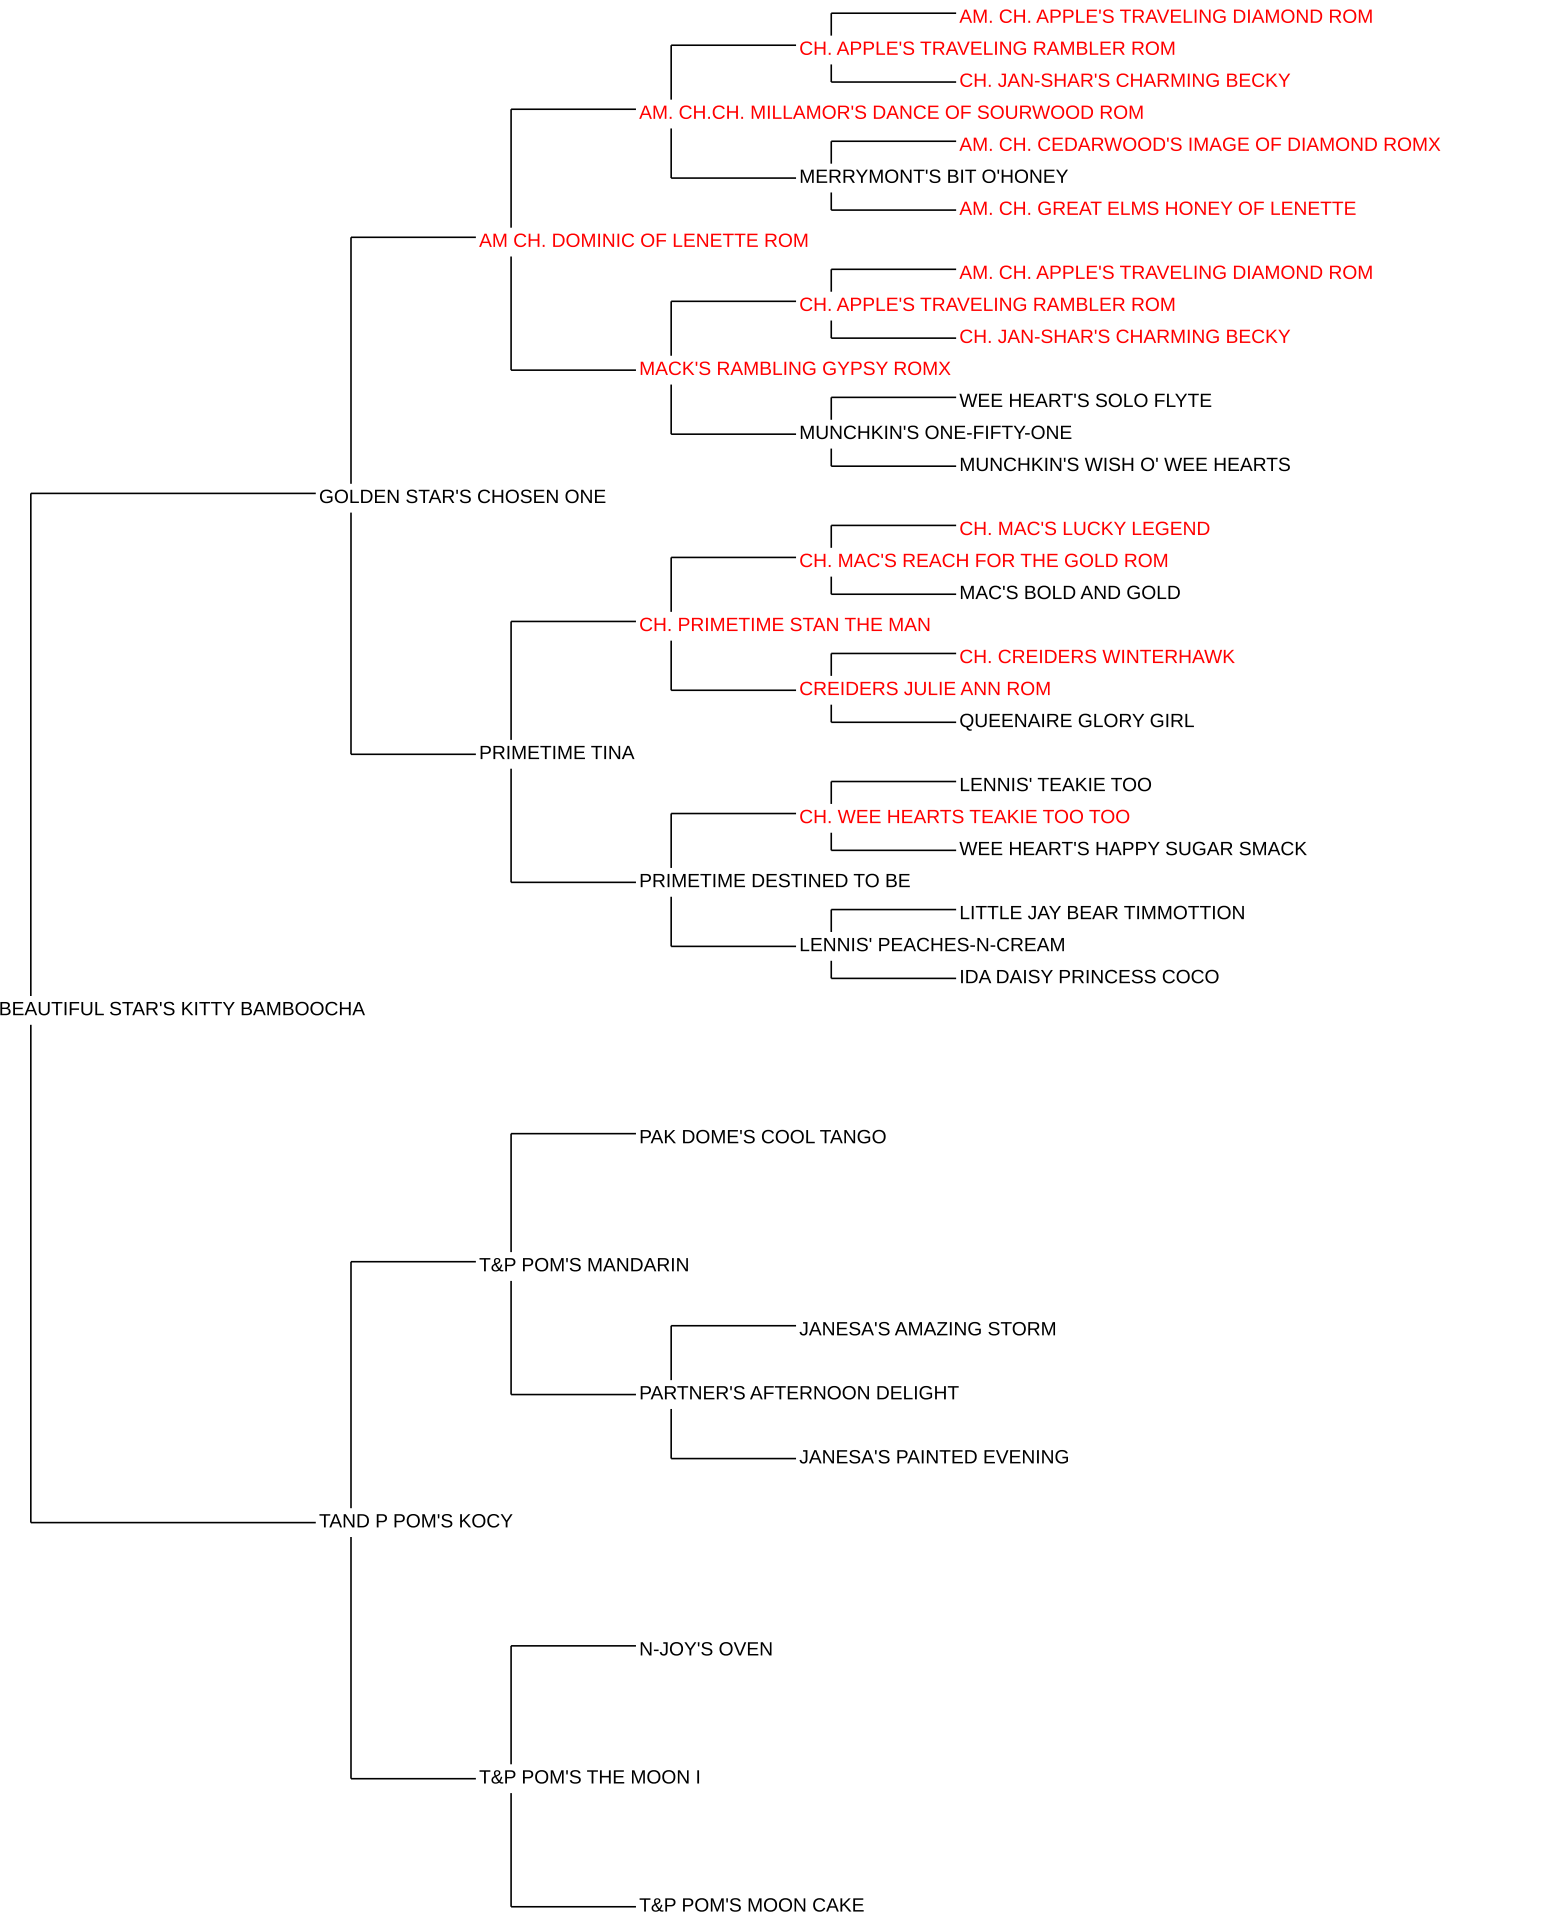 AM. CH. APPLE'S TRAVELING DIAMOND ROM
CH. APPLE'S TRAVELING RAMBLER ROM
CH. JAN-SHAR'S CHARMING BECKY
AM. CH.CH. MILLAMOR'S DANCE OF SOURWOOD ROM
AM. CH. CEDARWOOD'S IMAGE OF DIAMOND ROMX
MERRYMONT'S BIT O'HONEY
AM. CH. GREAT ELMS HONEY OF LENETTE
AM CH. DOMINIC OF LENETTE ROM
AM. CH. APPLE'S TRAVELING DIAMOND ROM
CH. APPLE'S TRAVELING RAMBLER ROM
CH. JAN-SHAR'S CHARMING BECKY
MACK'S RAMBLING GYPSY ROMX
WEE HEART'S SOLO FLYTE
MUNCHKIN'S ONE-FIFTY-ONE
MUNCHKIN'S WISH O' WEE HEARTS
GOLDEN STAR'S CHOSEN ONE
CH. MAC'S LUCKY LEGEND
CH. MAC'S REACH FOR THE GOLD ROM
MAC'S BOLD AND GOLD
CH. PRIMETIME STAN THE MAN
CH. CREIDERS WINTERHAWK
CREIDERS JULIE ANN ROM
QUEENAIRE GLORY GIRL
PRIMETIME TINA
LENNIS' TEAKIE TOO
CH. WEE HEARTS TEAKIE TOO TOO
WEE HEART'S HAPPY SUGAR SMACK
PRIMETIME DESTINED TO BE
LITTLE JAY BEAR TIMMOTTION
LENNIS' PEACHES-N-CREAM
IDA DAISY PRINCESS COCO
BEAUTIFUL STAR'S KITTY BAMBOOCHA
PAK DOME'S COOL TANGO
T&P POM'S MANDARIN
JANESA'S AMAZING STORM
PARTNER'S AFTERNOON DELIGHT
JANESA'S PAINTED EVENING
TAND P POM'S KOCY
N-JOY'S OVEN
T&P POM'S THE MOON I
T&P POM'S MOON CAKE